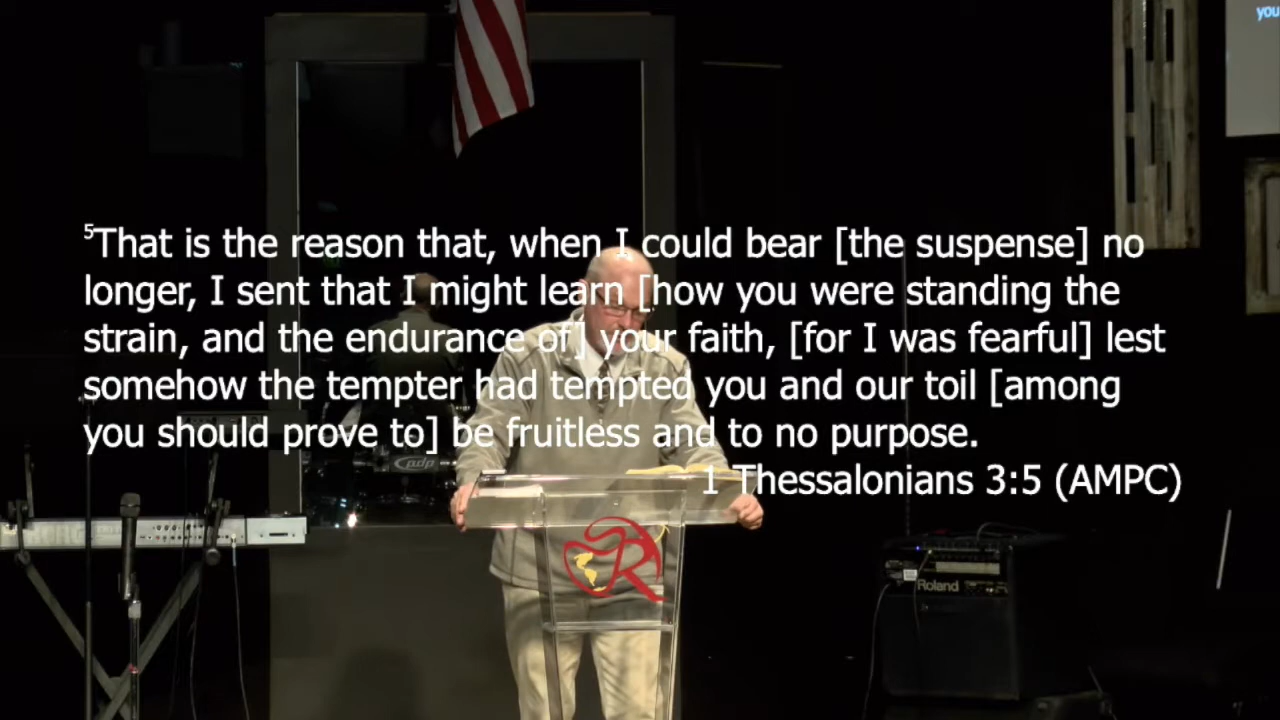 you
⁵That is the reason that, when I could bear [the suspense] no
longer, I sent that I might learn [how you were standing the
strain, and the endurance of] your faith, [for I was fearful] lest
somehow the tempter had tempted you and our toil [among
you should prove to] be fruitless and to no purpose.
1 Thessalonians 3:5 (AMPC)
pdp
KORG
Roland
R